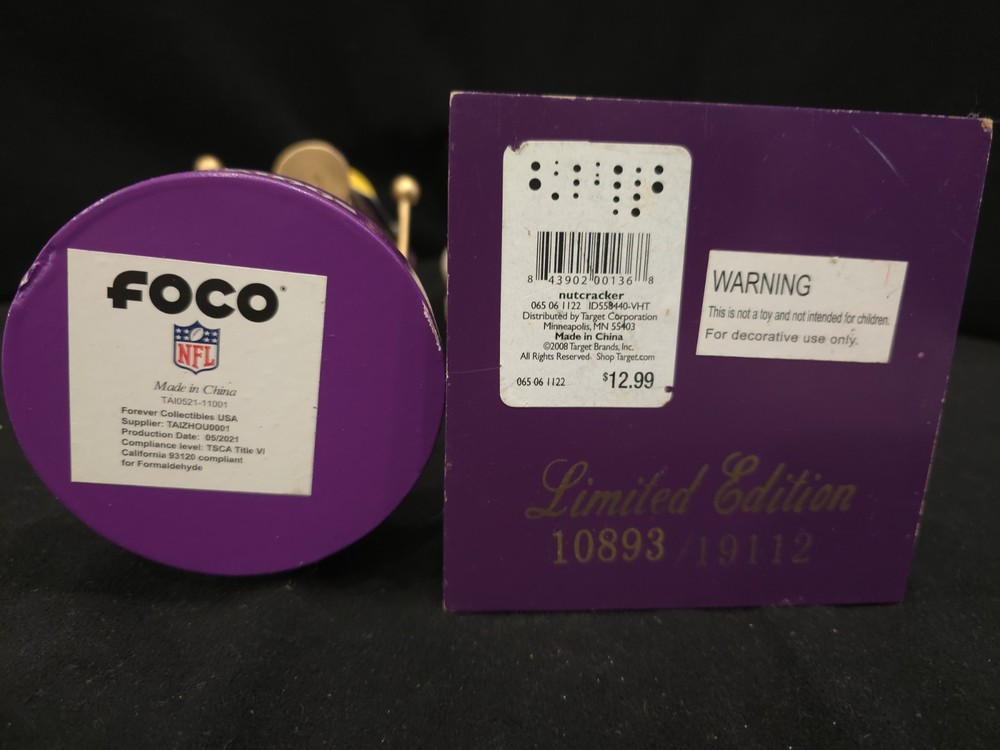 FOCO
NFL
Made in China
TAI0521-11001
Forever Collectibles USA
Supplier: TAIZHOU0001
Production Date: 05/2021
Compliance level: TSCA Title VI
California 93120 compliant
for Formaldehyde
8 43902 00136 8
nutcracker
065 06 1122 ID558440-VHT
Distributed by Target Corporation
Minneapolis, MN 55403
Made in China
©2008 Target Brands, Inc.
All Rights Reserved Shop Target.com
065 06 1122 $12.99
WARNING
This is not a toy and not intended for children.
For decorative use only.
Limited Edition
10893/19112